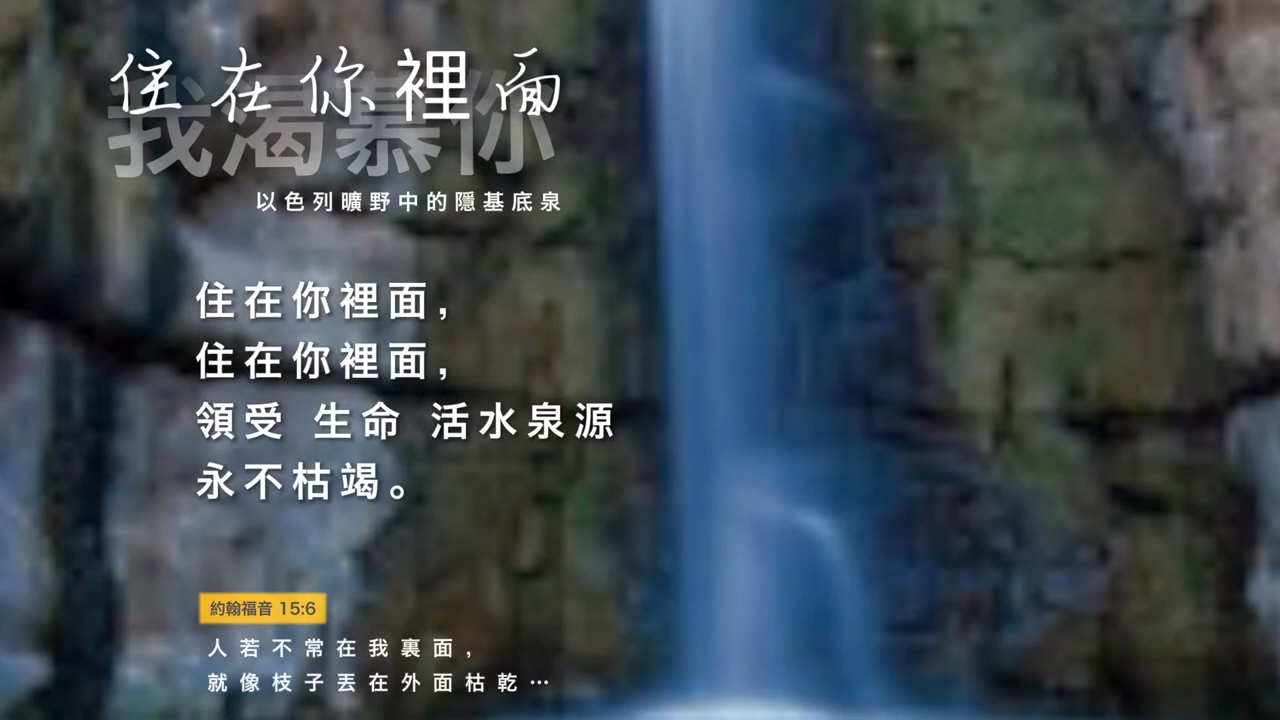 住在你裡面
我渴慕你
以色列曠野中的隱基底泉
住在你裡面,
住在你裡面,
領受 生命 活水泉源
永不枯竭。
約翰福音 15:6
人若不常在我裏面,
就像枝子丟在外面枯乾…